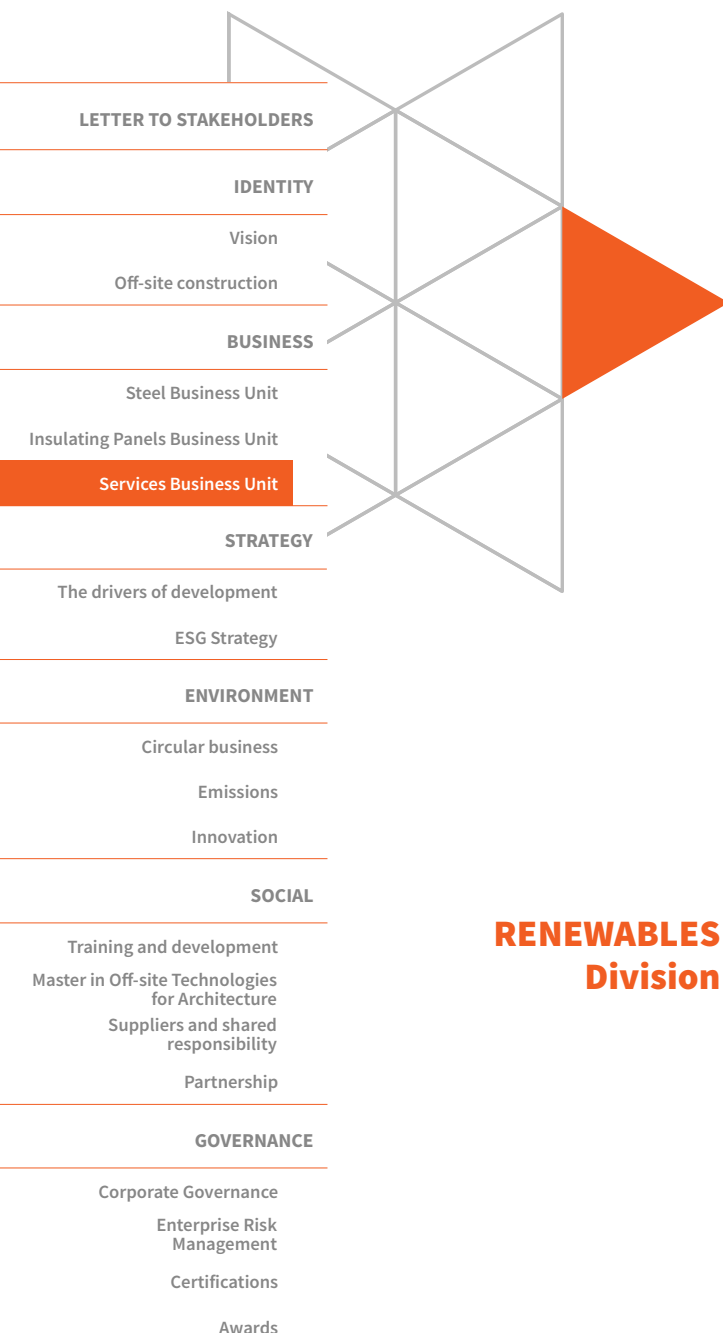 LETTER TO STAKEHOLDERS
IDENTITY
Vision
Off-site construction
BUSINESS
Steel Business Unit
Insulating Panels Business Unit
Services Business Unit
STRATEGY
The drivers of development
ESG Strategy
ENVIRONMENT
Circular business
Emissions
Innovation
SOCIAL
Training and development
Master in Off-site Technologies
for Architecture
Suppliers and shared
responsibility
Partnership
GOVERNANCE
Corporate Governance
Enterprise Risk
Management
Certifications
Awards
RENEWABLES
Division